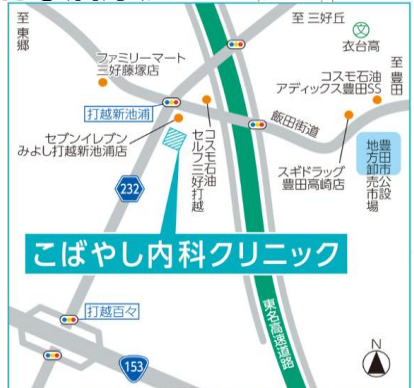 至 東郷
至 三好丘
文
衣台高
至 豊田
ファミリーマート
三好藤塚店
コスモ石油
アディックス豊田SS
打越新池浦
飯田街道
セブンイレブン
みよし打越新池浦店
コスモ石油
セルフ三好打越
スギドラッグ
豊田高崎店
豊田市公設
地方卸売市場
232
こばやし内科クリニック
打越百々
東名高速道路
153
N